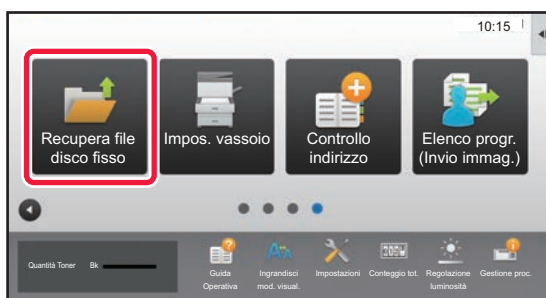 10:15
Recupera file
disco fisso
Impos. vassoio
Controllo
indirizzo
Elenco progr.
(Invio immag.)
Quantità Toner Bk
Guida
Operativa
Ingrandisci
mod. visual.
Impostazioni
Conteggio tot.
Regolazione
luminosità
Gestione proc.